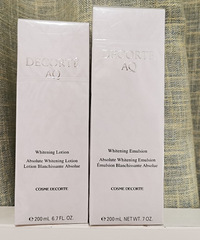 DECORTÉ
AQ
Whitening Lotion
Absolute Whitening Lotion
Lotion Blanchissante Absolue
COSME DECORTE
℮ 200 mL 6.7 FL. OZ.
DECORTÉ
AQ
Whitening Emulsion
Absolute Whitening Emulsion
Émulsion Blanchissante Absolue
COSME DECORTE
℮ 200 mL NET WT. 7 OZ.